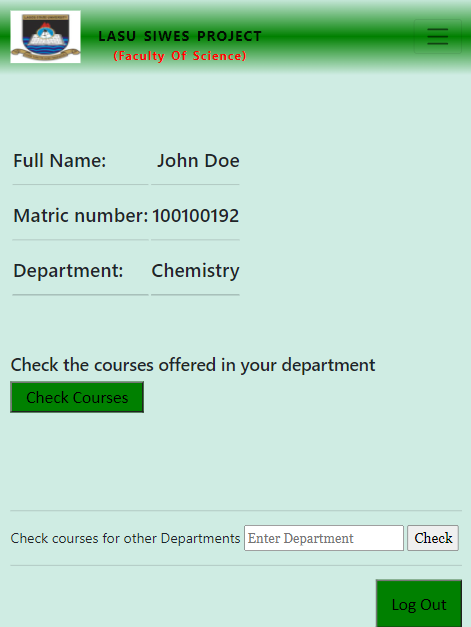 LASU SIWES PROJECT
(Faculty Of Science)
Full Name: John Doe
Matric number: 100100192
Department: Chemistry
Check the courses offered in your department
Check Courses
Check courses for other Departments Enter Department Check
Log Out